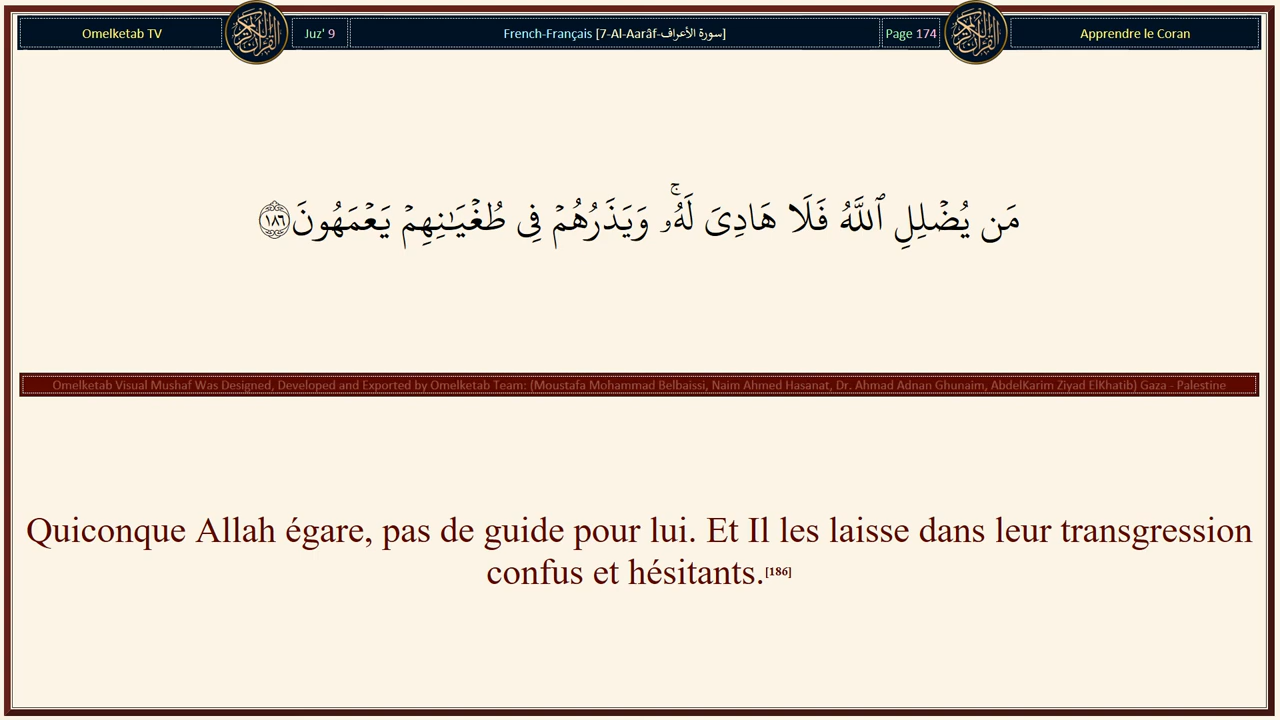 Omelketab TV
Juz' 9
French-Français [7-Al-Aarâf-سورة الأعراف]
Page 174
Apprendre le Coran
مَن يُضۡلِلِ ٱللَّهُ فَلَا هَادِيَ لَهُۥۚ وَيَذَرُهُمۡ فِي طُغۡيَٰنِهِمۡ يَعۡمَهُونَ ١٨٦
Omelketab Visual Mushaf Was Designed, Developed and Exported by Omelketab Team: (Moustafa Mohammad Belbaissi, Naim Ahmed Hasanat, Dr. Ahmad Adnan Ghunaim, AbdelKarim Ziyad ElKhatib) Gaza - Palestine
Quiconque Allah égare, pas de guide pour lui. Et Il les laisse dans leur transgression
confus et hésitants.[186]